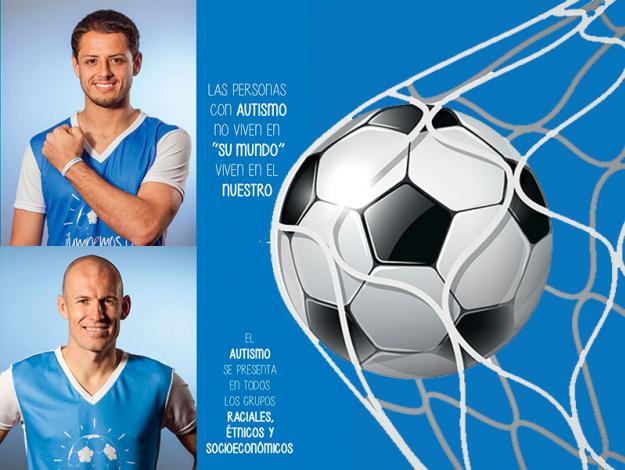 LAS PERSONAS
CON AUTISMO
NO VIVEN EN
"SU MUNDO"
VIVEN EN EL
NUESTRO
EL
AUTISMO
SE PRESENTA
EN TODOS
LOS GRUPOS
RACIALES,
ÉTNICOS Y
SOCIOECONÓMICOS